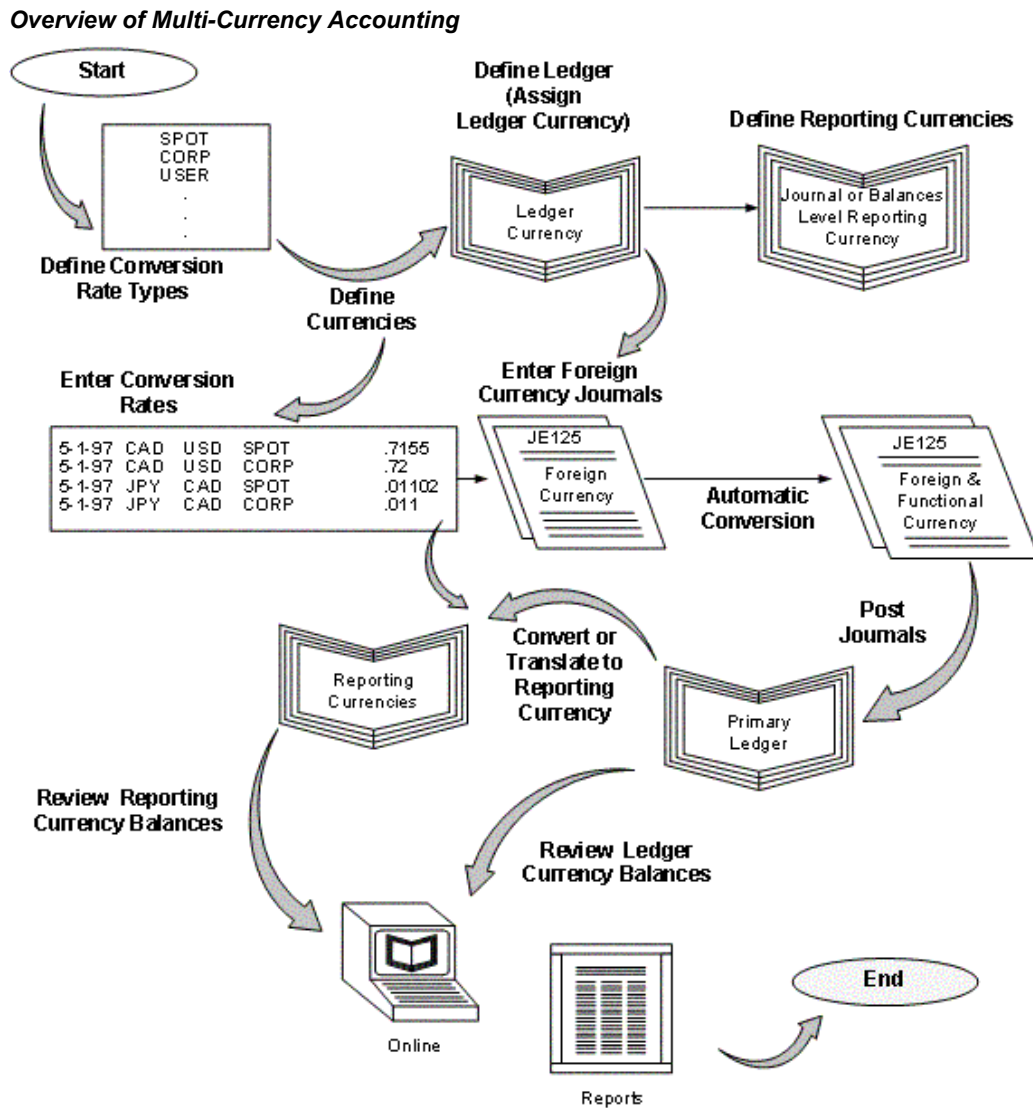 Overview of Multi-Currency Accounting
Start
SPOT
CORP
USER
.
.
.
Define Conversion
Rate Types
Define
Currencies
Define Ledger
(Assign
Ledger Currency)
Ledger
Currency
Define Reporting Currencies
Journal or Balances
Level Reporting
Currency
Enter Conversion
Rates
5-1-97 CAD USD SPOT .7155
5-1-97 CAD USD CORP .72
5-1-97 JPY CAD SPOT .01102
5-1-97 JPY CAD CORP .011
Enter Foreign
Currency Journals
JE125
Foreign
Currency
Automatic
Conversion
JE125
Foreign &
Functional
Currency
Post
Journals
Primary
Ledger
Convert or
Translate to
Reporting
Currency
Reporting
Currencies
Review Reporting
Currency Balances
Review Ledger
Currency Balances
Online
Reports
End